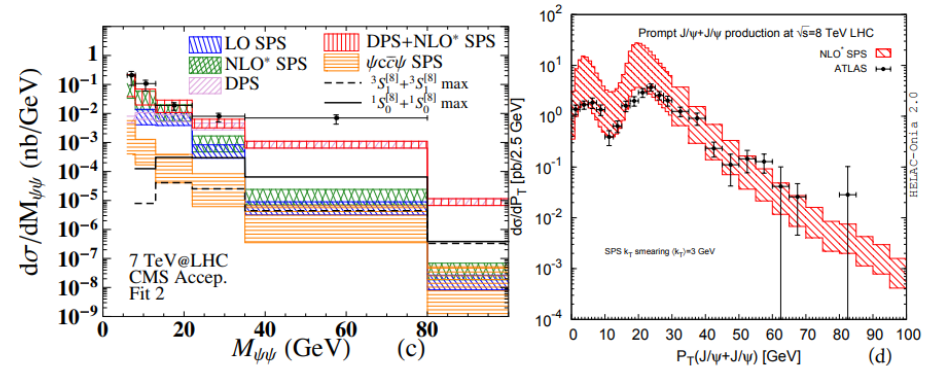 LO SPS
NLO* SPS
DPS
DPS+NLO* SPS
ψcc̄ψ SPS
³S₁^[8]+³S₁^[8] max
¹S₀^[8]+¹S₀^[8] max
dσ/dM_ψψ (nb/GeV)
1
10⁻¹
10⁻²
10⁻³
10⁻⁴
10⁻⁵
10⁻⁶
10⁻⁷
10⁻⁸
10⁻⁹
7 TeV@LHC
CMS Accep.
Fit 2
0 20 40 60 80
M_ψψ (GeV) (c)
Prompt J/ψ+J/ψ production at √s=8 TeV LHC
NLO* SPS
ATLAS
dσ/dP_T [pb/2.5 GeV]
10²
10¹
10⁰
10⁻¹
10⁻²
10⁻³
10⁻⁴
SPS k_T smearing ⟨k_T⟩=3 GeV
0 10 20 30 40 50 60 70 80 90 100
P_T(J/ψ+J/ψ) [GeV] (d)
HELAC-Onia 2.0